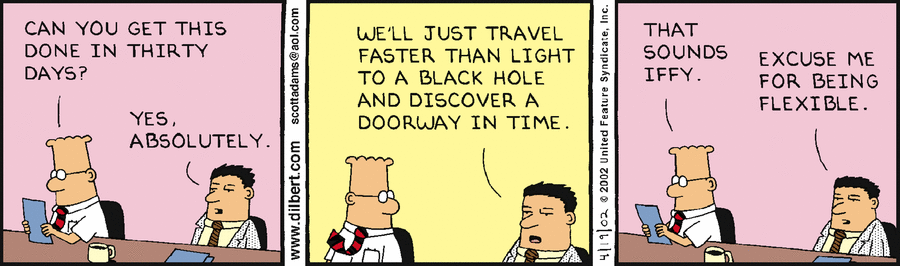 CAN YOU GET THIS
DONE IN THIRTY
DAYS?
YES,
ABSOLUTELY.
www.dilbert.com
scottadams@aol.com
WE'LL JUST TRAVEL
FASTER THAN LIGHT
TO A BLACK HOLE
AND DISCOVER A
DOORWAY IN TIME.
4/19/02 © 2002 United Feature Syndicate, Inc.
THAT
SOUNDS
IFFY.
EXCUSE ME
FOR BEING
FLEXIBLE.